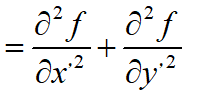 = ∂²f/∂x'² + ∂²f/∂y'²